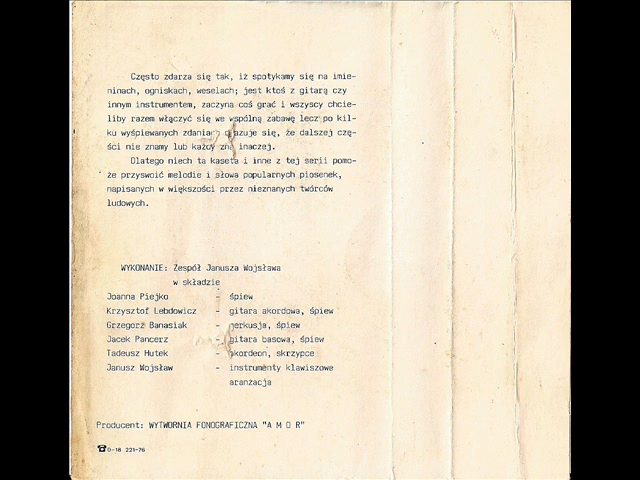 Często zdarza się tak, iż spotykamy się na imie-
ninach, ogniskach, weselach; jest ktoś z gitarą czy
innym instrumentem, zaczyna coś grać i wszyscy chcie-
liby razem włączyć się we wspólną zabawę lecz po kil-
ku wyśpiewanych zdaniach okazuje się, że dalszej czę-
ści nie znamy lub każdy zna inaczej.
Dlatego niech ta kaseta i inne z tej serii pomo-
że przyswoić melodie i słowa popularnych piosenek,
napisanych w większości przez nieznanych twórców
ludowych.
WYKONANIE: Zespół Janusza Wojsława
w składzie
Joanna Piejko - śpiew
Krzysztof Lebdowicz - gitara akordowa, śpiew
Grzegorz Banasiak - perkusja, śpiew
Jacek Pancerz - gitara basowa, śpiew
Tadeusz Hutek - akordeon, skrzypce
Janusz Wojsław - instrumenty klawiszowe
aranżacja
Producent: WYTWORNIA FONOGRAFICZNA "A M O R"
☎0-18 221-76